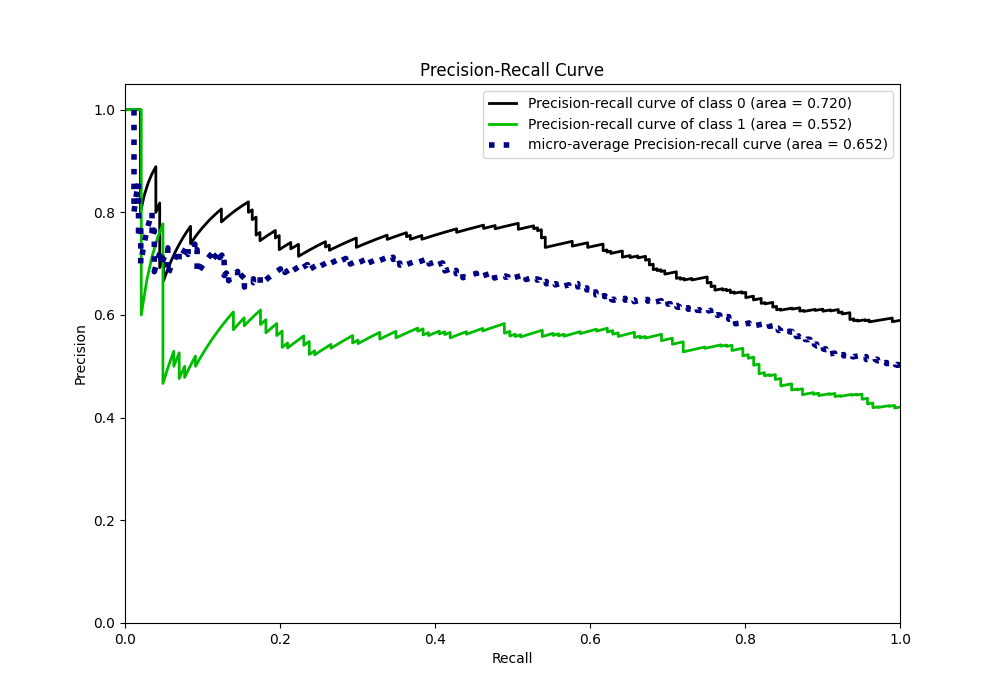 Precision-Recall Curve
Precision-recall curve of class 0 (area = 0.720)
Precision-recall curve of class 1 (area = 0.552)
micro-average Precision-recall curve (area = 0.652)
1.0
0.8
0.6
0.4
0.2
0.0
Precision
0.0 0.2 0.4 0.6 0.8 1.0
Recall